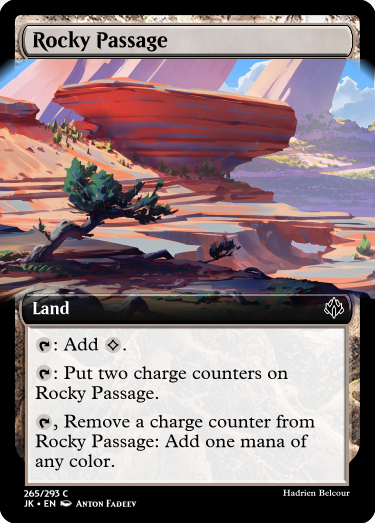 Rocky Passage
Land
: Add .
: Put two charge counters on
Rocky Passage.
, Remove a charge counter from
Rocky Passage: Add one mana of
any color.
265/293 C
JK • EN Anton Fadeev
Hadrien Belcour